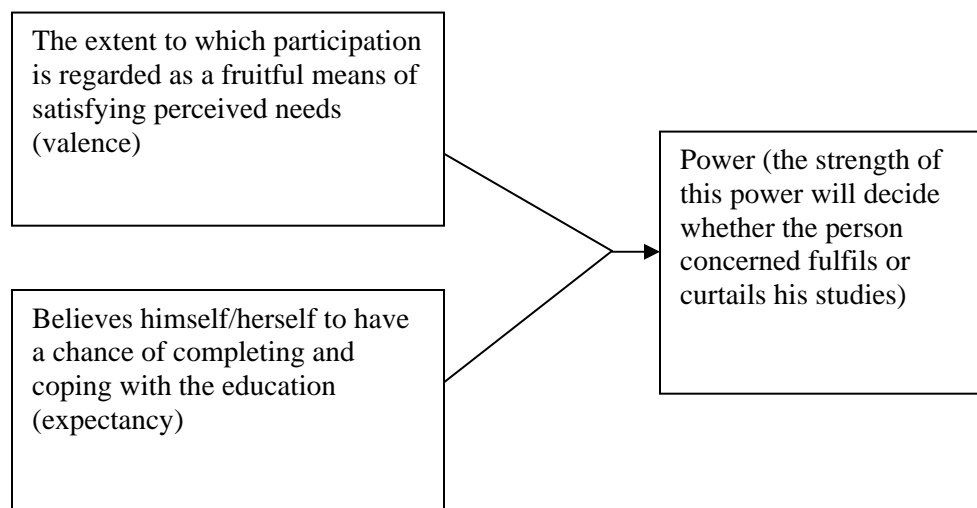 The extent to which participation
is regarded as a fruitful means of
satisfying perceived needs
(valence)
Believes himself/herself to have
a chance of completing and
coping with the education
(expectancy)
Power (the strength of
this power will decide
whether the person
concerned fulfils or
curtails his studies)